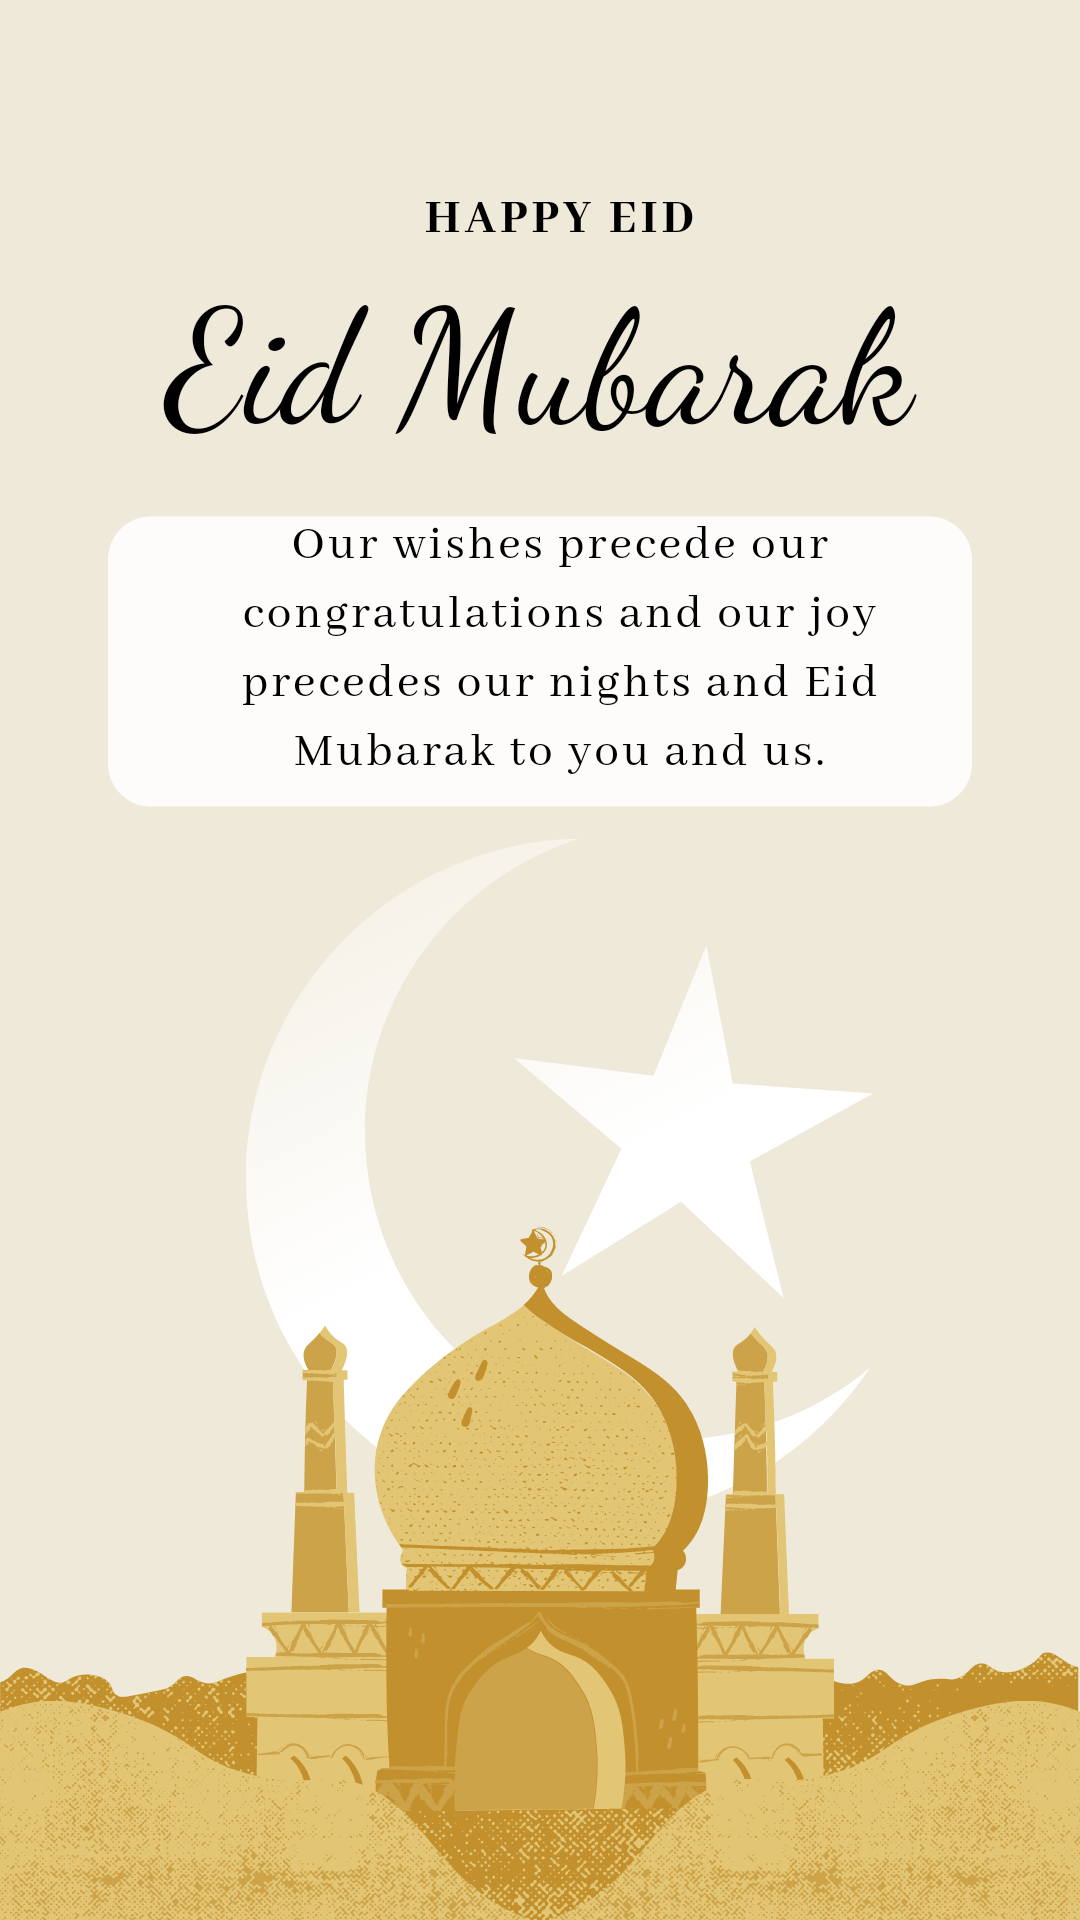 HAPPY EID
Eid Mubarak
Our wishes precede our
congratulations and our joy
precedes our nights and Eid
Mubarak to you and us.